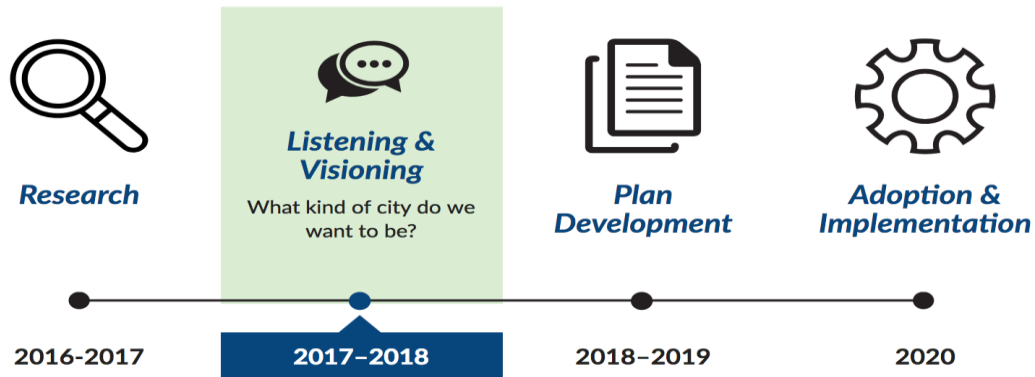 Research
Listening &
Visioning
What kind of city do we
want to be?
Plan
Development
Adoption &
Implementation
2016-2017
2017–2018
2018–2019
2020